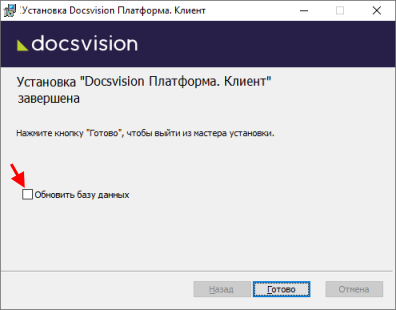 Установка Docsvision Платформа. Клиент
docsvision
Установка "Docsvision Платформа. Клиент"
завершена
Нажмите кнопку "Готово", чтобы выйти из мастера установки.
Обновить базу данных
Назад Готово Отмена